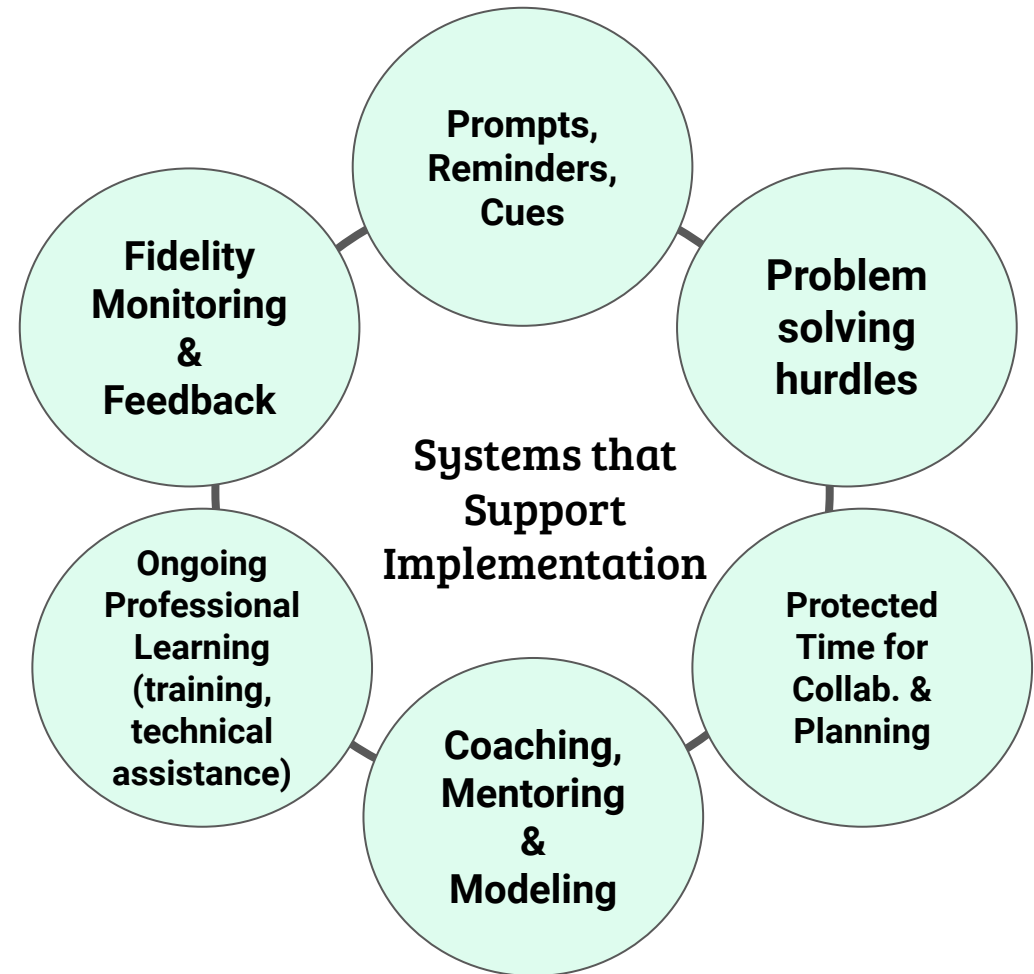 Prompts,
Reminders,
Cues
Problem
solving
hurdles
Protected
Time for
Collab. &
Planning
Coaching,
Mentoring
&
Modeling
Ongoing
Professional
Learning
(training,
technical
assistance)
Fidelity
Monitoring
&
Feedback
Systems that
Support
Implementation